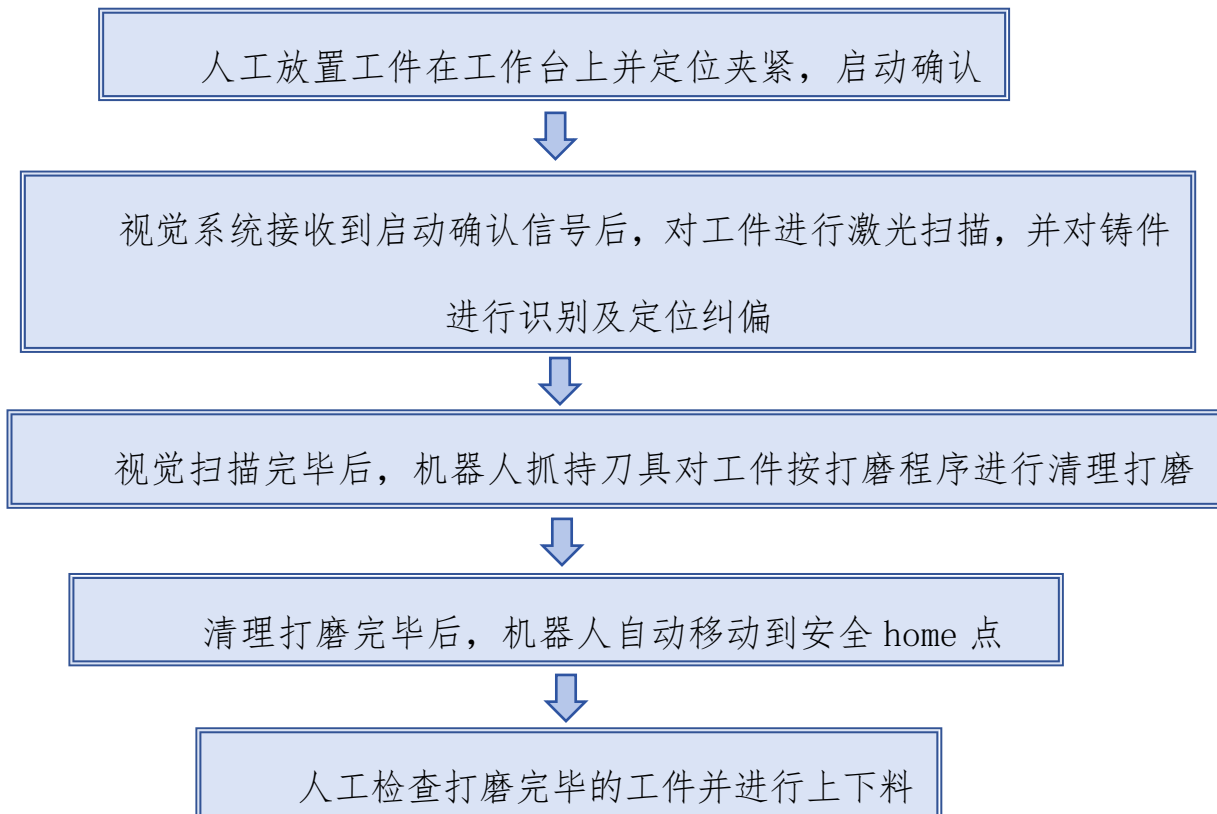 人工放置工件在工作台上并定位夹紧，启动确认
视觉系统接收到启动确认信号后，对工件进行激光扫描，并对铸件
进行识别及定位纠偏
视觉扫描完毕后，机器人抓持刀具对工件按打磨程序进行清理打磨
清理打磨完毕后，机器人自动移动到安全 home 点
人工检查打磨完毕的工件并进行上下料